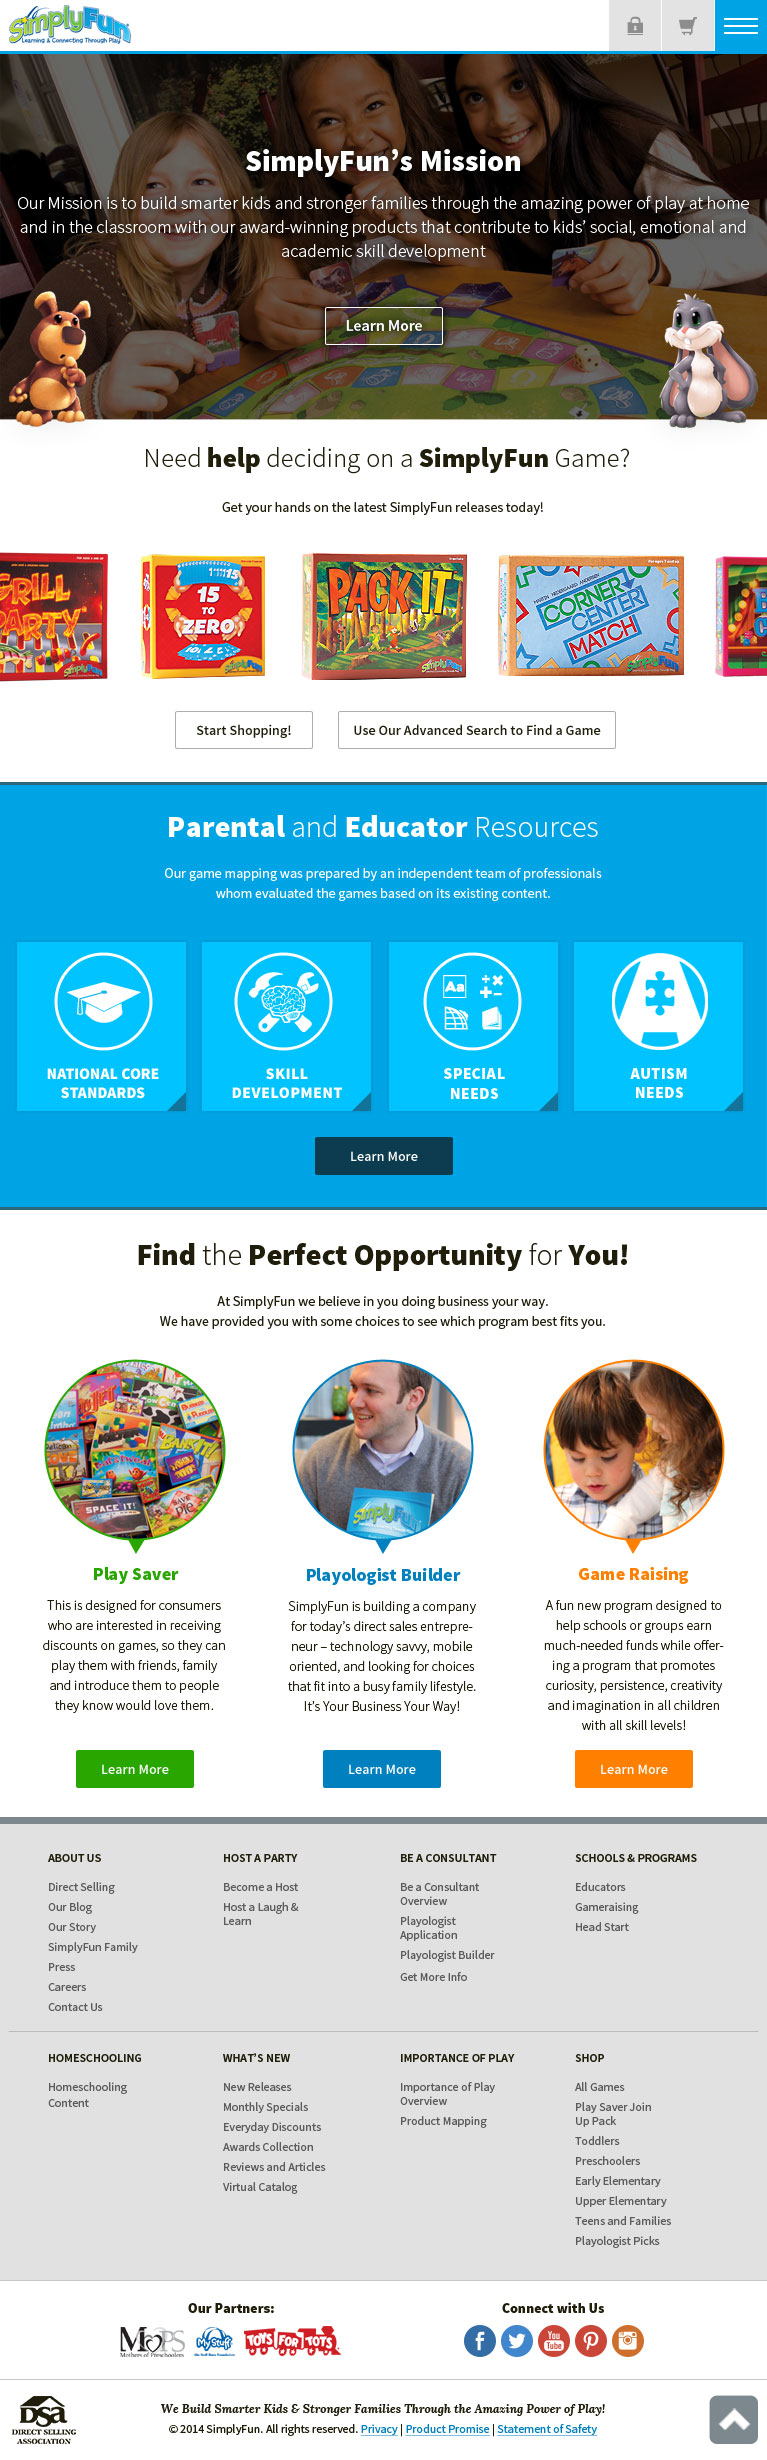 SimplyFun
Learning & Connecting Through Play
SimplyFun's Mission
Our Mission is to build smarter kids and stronger families through the amazing power of play at home
and in the classroom with our award-winning products that contribute to kids' social, emotional and
academic skill development
Learn More
Need help deciding on a SimplyFun Game?
Get your hands on the latest SimplyFun releases today!
GRILL
PARTY
SimplyFun
15
TO
ZERO
SimplyFun
PACK IT
SimplyFun
CORNER
CENTER
MATCH
SimplyFun
Start Shopping!
Use Our Advanced Search to Find a Game
Parental and Educator Resources
Our game mapping was prepared by an independent team of professionals
whom evaluated the games based on its existing content.
Aa
NATIONAL CORE
STANDARDS
SKILL
DEVELOPMENT
SPECIAL
NEEDS
AUTISM
NEEDS
Learn More
Find the Perfect Opportunity for You!
At SimplyFun we believe in you doing business your way.
We have provided you with some choices to see which program best fits you.
SPACE IT!
SimplyFun
Play Saver
This is designed for consumers
who are interested in receiving
discounts on games, so they can
play them with friends, family
and introduce them to people
they know would love them.
Learn More
Playologist Builder
SimplyFun is building a company
for today's direct sales entrepre-
neur – technology savvy, mobile
oriented, and looking for choices
that fit into a busy family lifestyle.
It's Your Business Your Way!
Learn More
Game Raising
A fun new program designed to
help schools or groups earn
much-needed funds while offer-
ing a program that promotes
curiosity, persistence, creativity
and imagination in all children
with all skill levels!
Learn More
ABOUT US
Direct Selling
Our Blog
Our Story
SimplyFun Family
Press
Careers
Contact Us
HOST A PARTY
Become a Host
Host a Laugh &
Learn
BE A CONSULTANT
Be a Consultant
Overview
Playologist
Application
Playologist Builder
Get More Info
SCHOOLS & PROGRAMS
Educators
Gameraising
Head Start
HOMESCHOOLING
Homeschooling
Content
WHAT'S NEW
New Releases
Monthly Specials
Everyday Discounts
Awards Collection
Reviews and Articles
Virtual Catalog
IMPORTANCE OF PLAY
Importance of Play
Overview
Product Mapping
SHOP
All Games
Play Saver Join
Up Pack
Toddlers
Preschoolers
Early Elementary
Upper Elementary
Teens and Families
Playologist Picks
Our Partners:
MOPS
Mothers of Preschoolers
My Stuff
TOYS FOR TOTS
Connect with Us
You
Tube
DSA
DIRECT SELLING
ASSOCIATION
We Build Smarter Kids & Stronger Families Through the Amazing Power of Play!
© 2014 SimplyFun. All rights reserved. Privacy | Product Promise | Statement of Safety